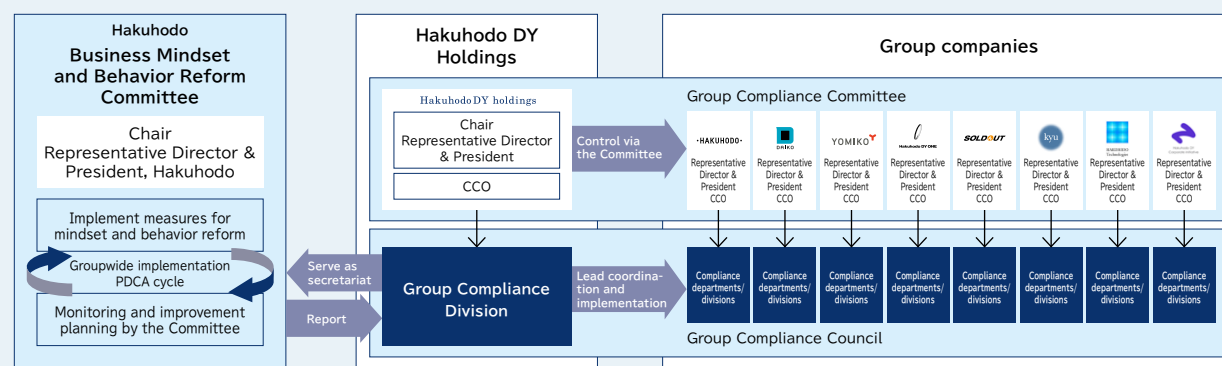 Hakuhodo
Business Mindset
and Behavior Reform
Committee
Chair
Representative Director &
President, Hakuhodo
Implement measures for
mindset and behavior reform
Groupwide implementation
PDCA cycle
Monitoring and improvement
planning by the Committee
Serve as
secretariat
Report
Hakuhodo DY
Holdings
HakuhodoDY holdings
Chair
Representative Director
& President
CCO
Group Compliance
Division
Control via
the Committee
Lead coordina-
tion and
implementation
Group companies
Group Compliance Committee
·HAKUHODO·
Representative
Director &
President
CCO
DAIKO
Representative
Director &
President
CCO
YOMIKO
Representative
Director &
President
CCO
Hakuhodo DY ONE
Representative
Director &
President
CCO
SOLDOUT
Representative
Director &
President
CCO
kyu
Representative
Director &
President
CCO
HAKUHODO
Technologies
Representative
Director &
President
CCO
Hakuhodo DY
Representative
Director &
President
CCO
Compliance
departments/
divisions
Compliance
departments/
divisions
Compliance
departments/
divisions
Compliance
departments/
divisions
Compliance
departments/
divisions
Compliance
departments/
divisions
Compliance
departments/
divisions
Compliance
departments/
divisions
Group Compliance Council